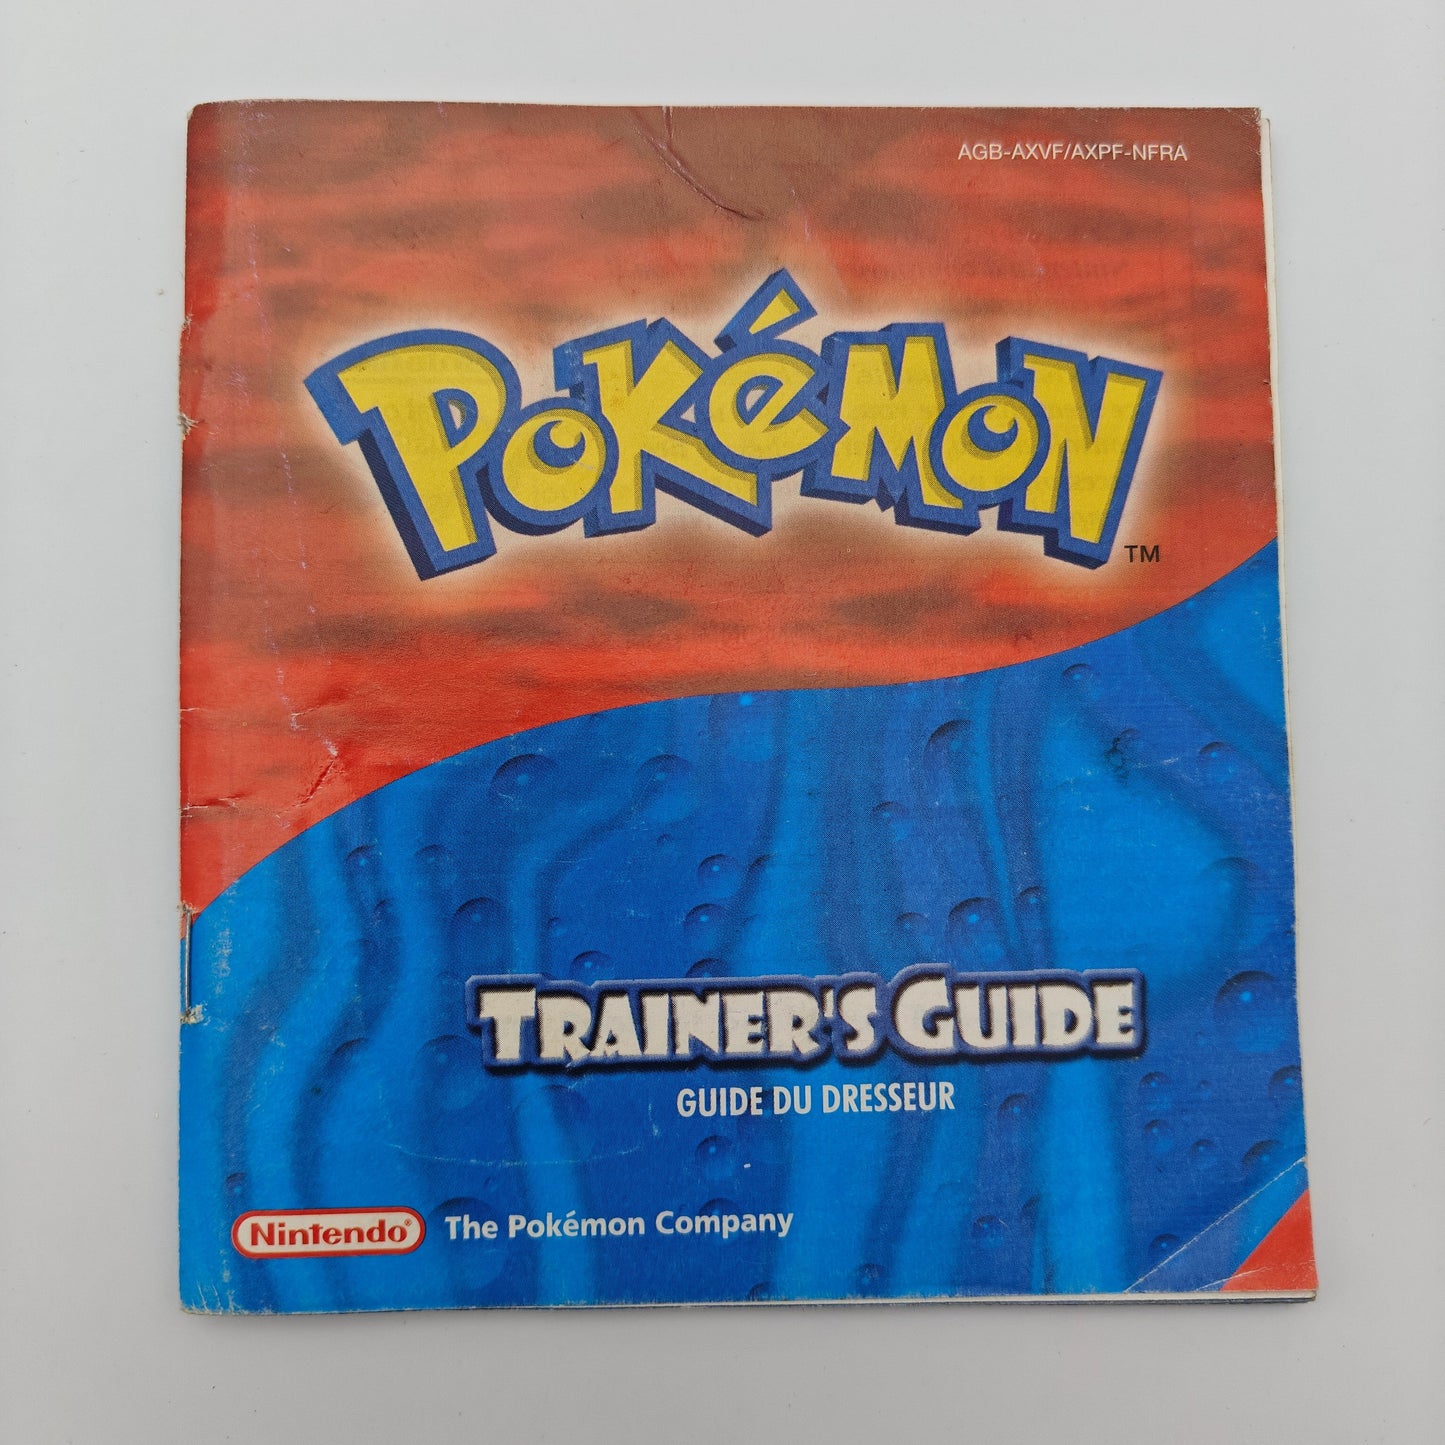 AGB-AXVF/AXPF-NFRA
POKéMON
TM
TRAINER'S GUIDE
GUIDE DU DRESSEUR
Nintendo® The Pokémon Company